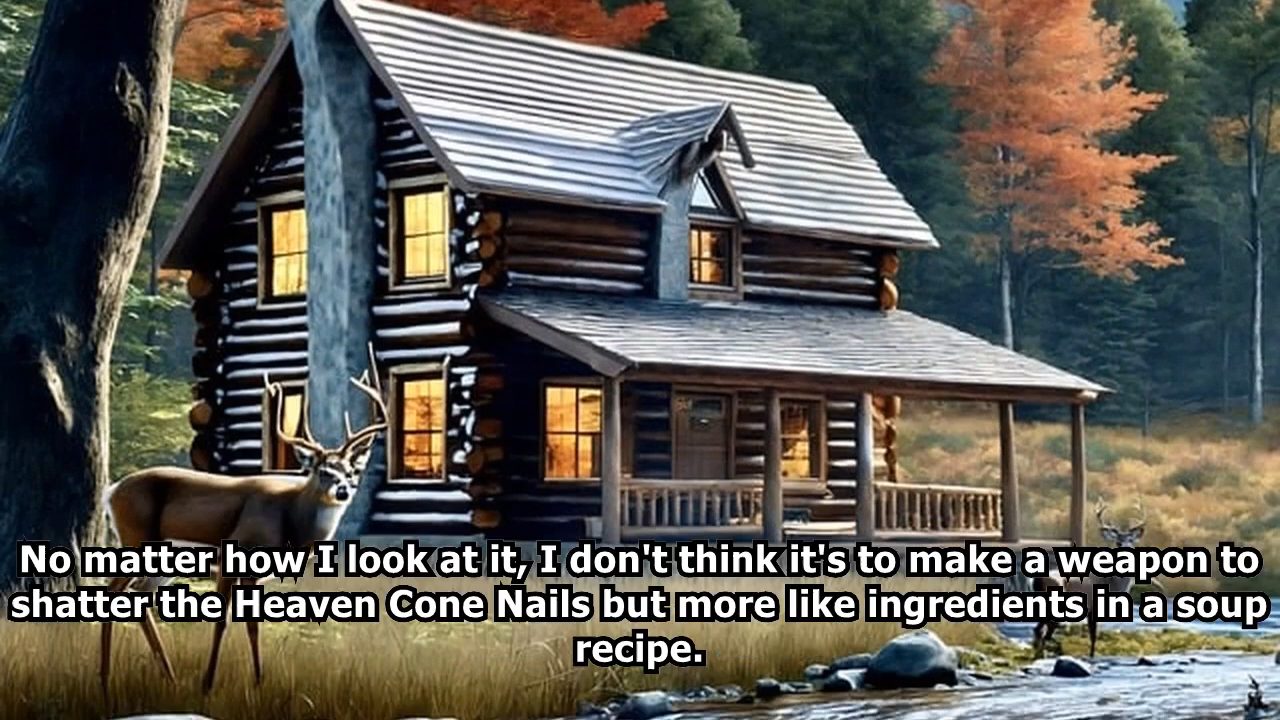 No matter how I look at it, I don't think it's to make a weapon to
shatter the Heaven Cone Nails but more like ingredients in a soup
recipe.